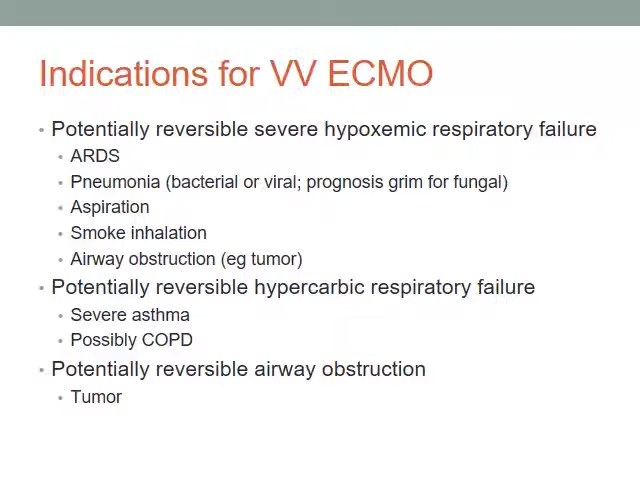 Indications for VV ECMO
• Potentially reversible severe hypoxemic respiratory failure
• ARDS
• Pneumonia (bacterial or viral; prognosis grim for fungal)
• Aspiration
• Smoke inhalation
• Airway obstruction (eg tumor)
• Potentially reversible hypercarbic respiratory failure
• Severe asthma
• Possibly COPD
• Potentially reversible airway obstruction
• Tumor